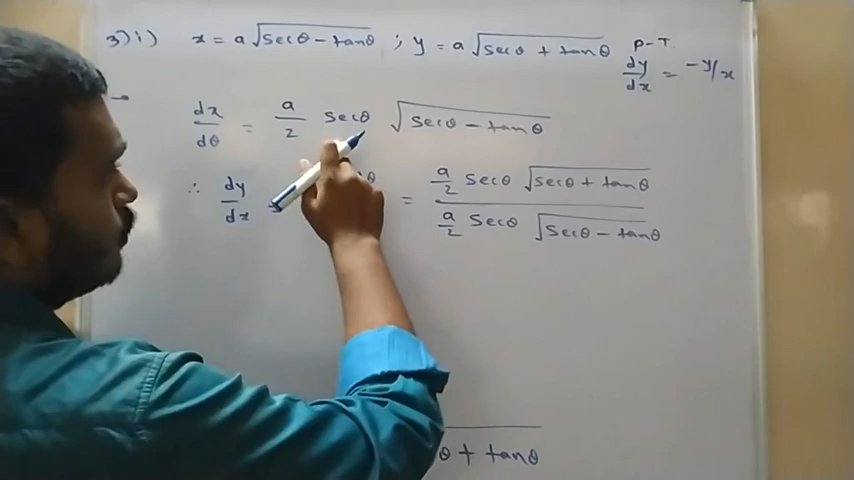 3) i) x = a √(secθ - tanθ) ; y = a √(secθ + tanθ) P-T dy/dx = -y/x
→ dx/dθ = a/2 secθ √(secθ - tanθ)
∴ dy/dx = θ = (a/2 secθ √(secθ + tanθ)) / (a/2 secθ √(secθ - tanθ))
θ + tanθ